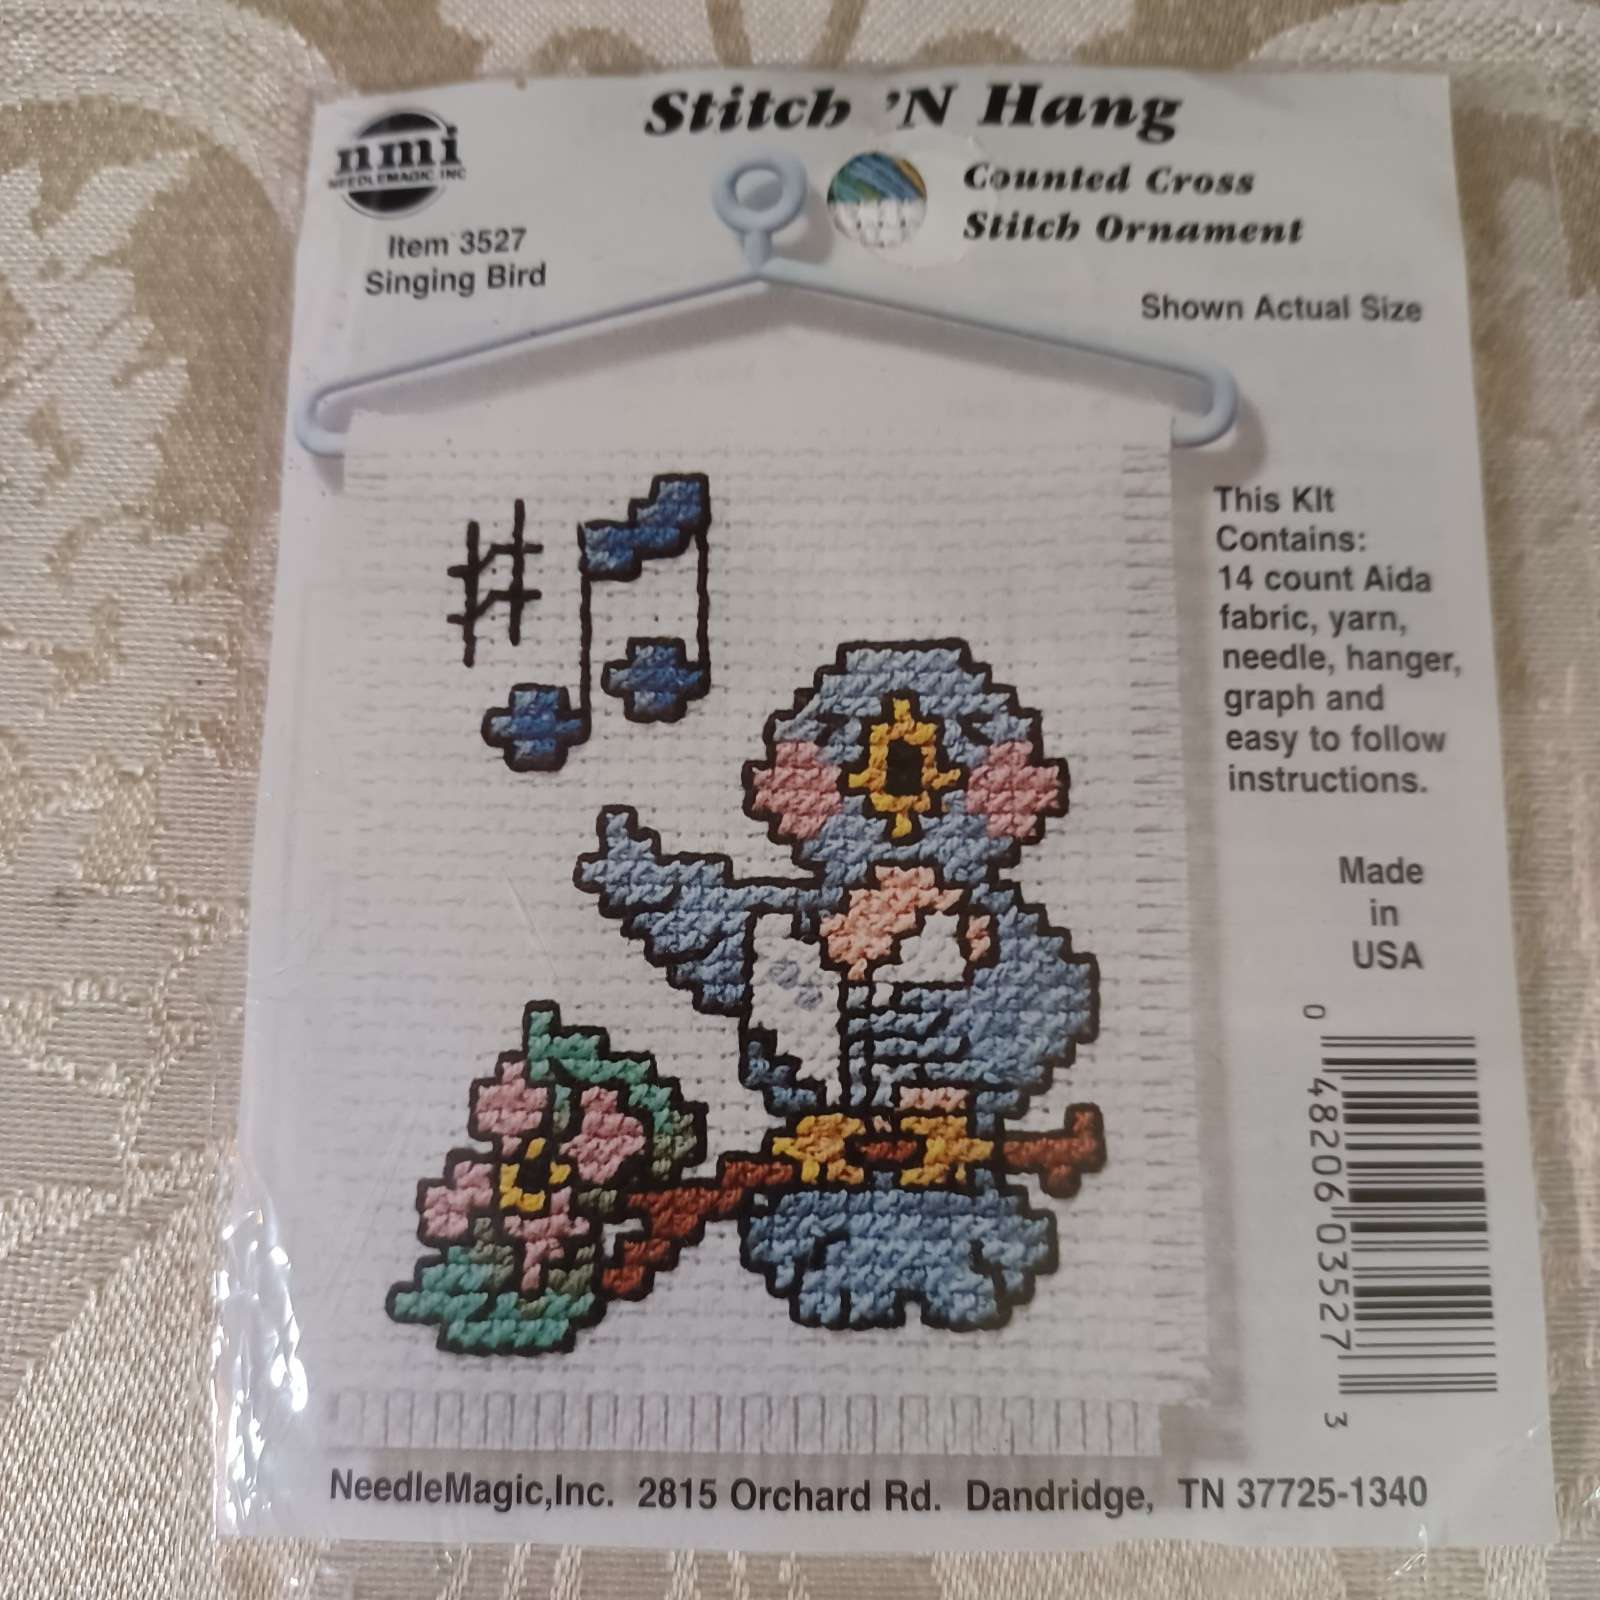 Stitch 'N Hang
nmi
NEEDLEMAGIC, INC
Counted Cross
Stitch Ornament
Item 3527
Singing Bird
Shown Actual Size
This KIt
Contains:
14 count Aida
fabric, yarn,
needle, hanger,
graph and
easy to follow
instructions.
Made
in
USA
0 48206 03527 3
NeedleMagic,Inc. 2815 Orchard Rd. Dandridge, TN 37725-1340